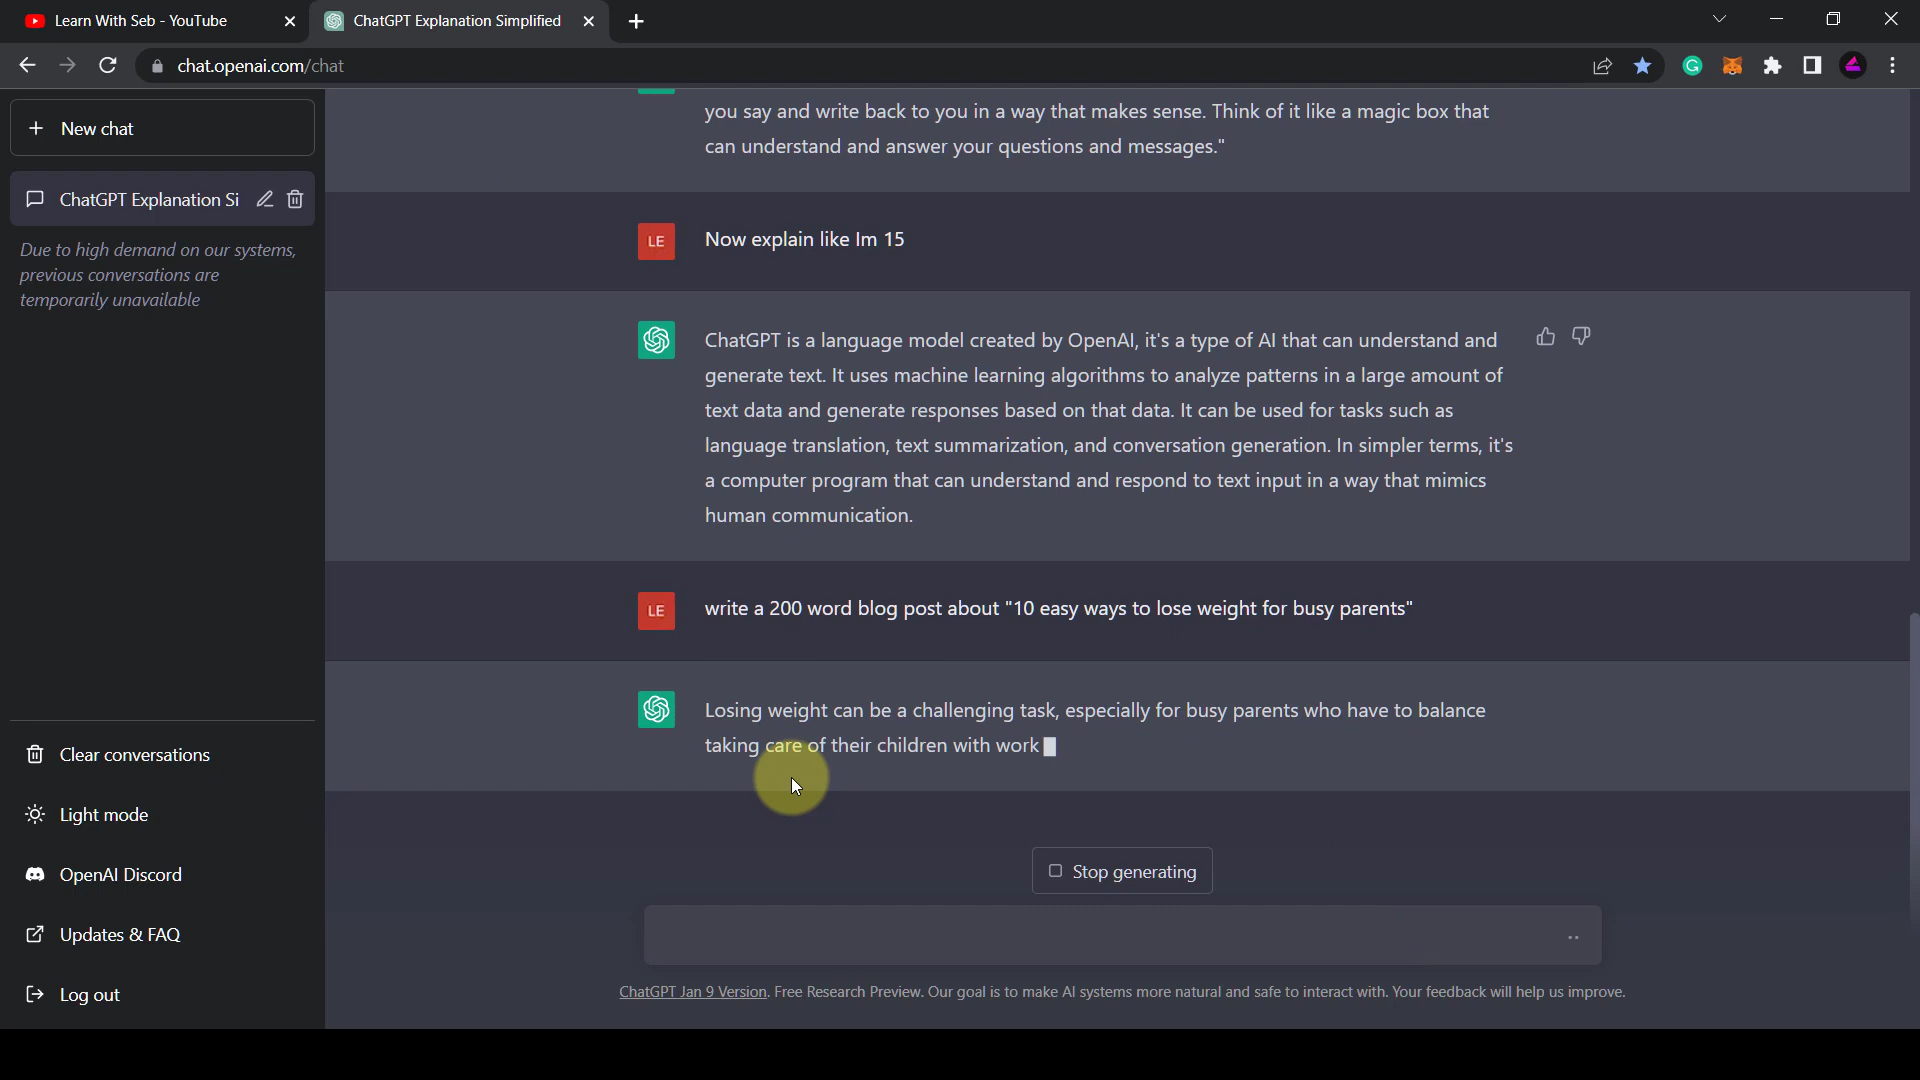 Learn With Seb - YouTube
ChatGPT Explanation Simplified
chat.openai.com/chat
New chat
ChatGPT Explanation Si
Due to high demand on our systems,
previous conversations are
temporarily unavailable
Clear conversations
Light mode
OpenAI Discord
Updates & FAQ
Log out
you say and write back to you in a way that makes sense. Think of it like a magic box that
can understand and answer your questions and messages."
LE
Now explain like Im 15
ChatGPT is a language model created by OpenAI, it's a type of AI that can understand and
generate text. It uses machine learning algorithms to analyze patterns in a large amount of
text data and generate responses based on that data. It can be used for tasks such as
language translation, text summarization, and conversation generation. In simpler terms, it's
a computer program that can understand and respond to text input in a way that mimics
human communication.
LE
write a 200 word blog post about "10 easy ways to lose weight for busy parents"
Losing weight can be a challenging task, especially for busy parents who have to balance
taking care of their children with work
Stop generating
ChatGPT Jan 9 Version. Free Research Preview. Our goal is to make AI systems more natural and safe to interact with. Your feedback will help us improve.